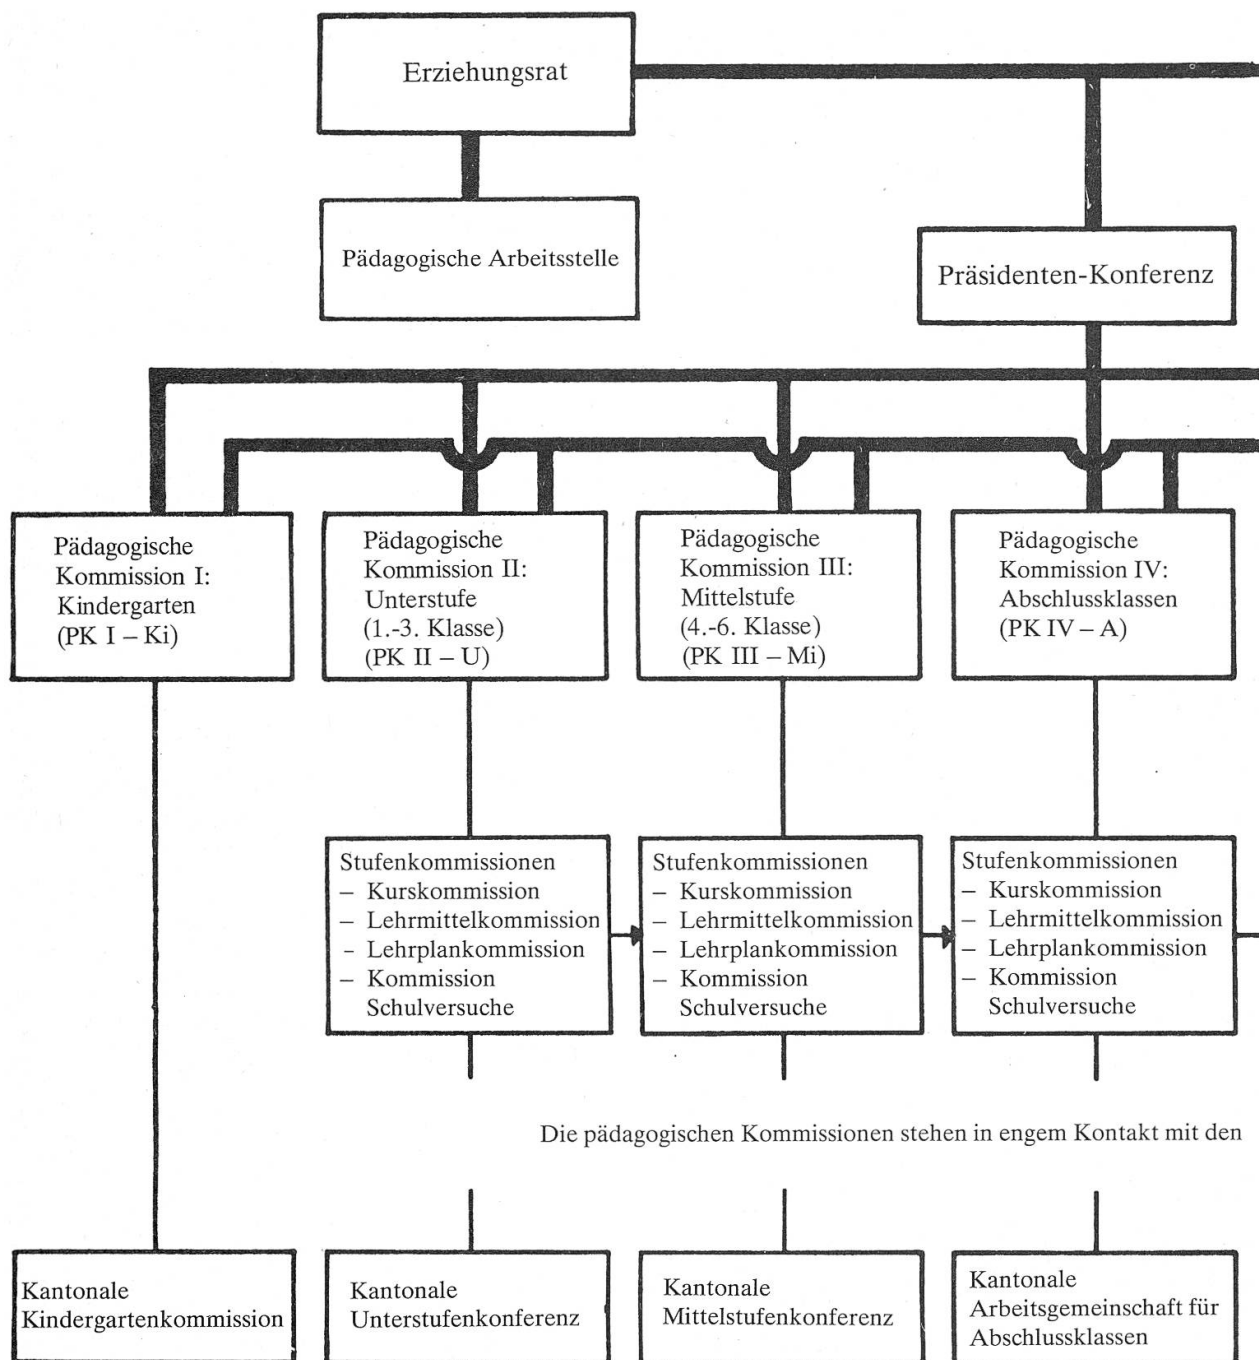 Erziehungsrat
Pädagogische Arbeitsstelle
Präsidenten-Konferenz
Pädagogische
Kommission I:
Kindergarten
(PK I – Ki)
Pädagogische
Kommission II:
Unterstufe
(1.-3. Klasse)
(PK II – U)
Pädagogische
Kommission III:
Mittelstufe
(4.-6. Klasse)
(PK III – Mi)
Pädagogische
Kommission IV:
Abschlussklassen
(PK IV – A)
Stufenkommissionen
– Kurskommission
– Lehrmittelkommission
- Lehrplankommission
– Kommission
Schulversuche
Stufenkommissionen
– Kurskommission
– Lehrmittelkommission
– Lehrplankommission
– Kommission
Schulversuche
Stufenkommissionen
– Kurskommission
– Lehrmittelkommission
– Lehrplankommission
– Kommission
Schulversuche
Die pädagogischen Kommissionen stehen in engem Kontakt mit den
Kantonale
Kindergartenkommission
Kantonale
Unterstufenkonferenz
Kantonale
Mittelstufenkonferenz
Kantonale
Arbeitsgemeinschaft für
Abschlussklassen